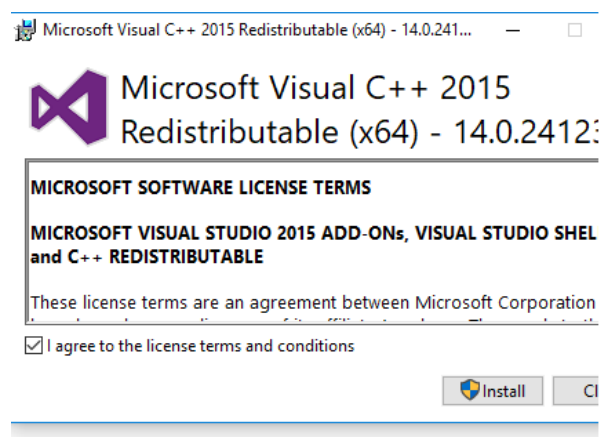 Microsoft Visual C++ 2015 Redistributable (x64) - 14.0.241...
Microsoft Visual C++ 2015
Redistributable (x64) - 14.0.24123
MICROSOFT SOFTWARE LICENSE TERMS
MICROSOFT VISUAL STUDIO 2015 ADD-ONs, VISUAL STUDIO SHEL
and C++ REDISTRIBUTABLE
These license terms are an agreement between Microsoft Corporation
I agree to the license terms and conditions
Install
Cl